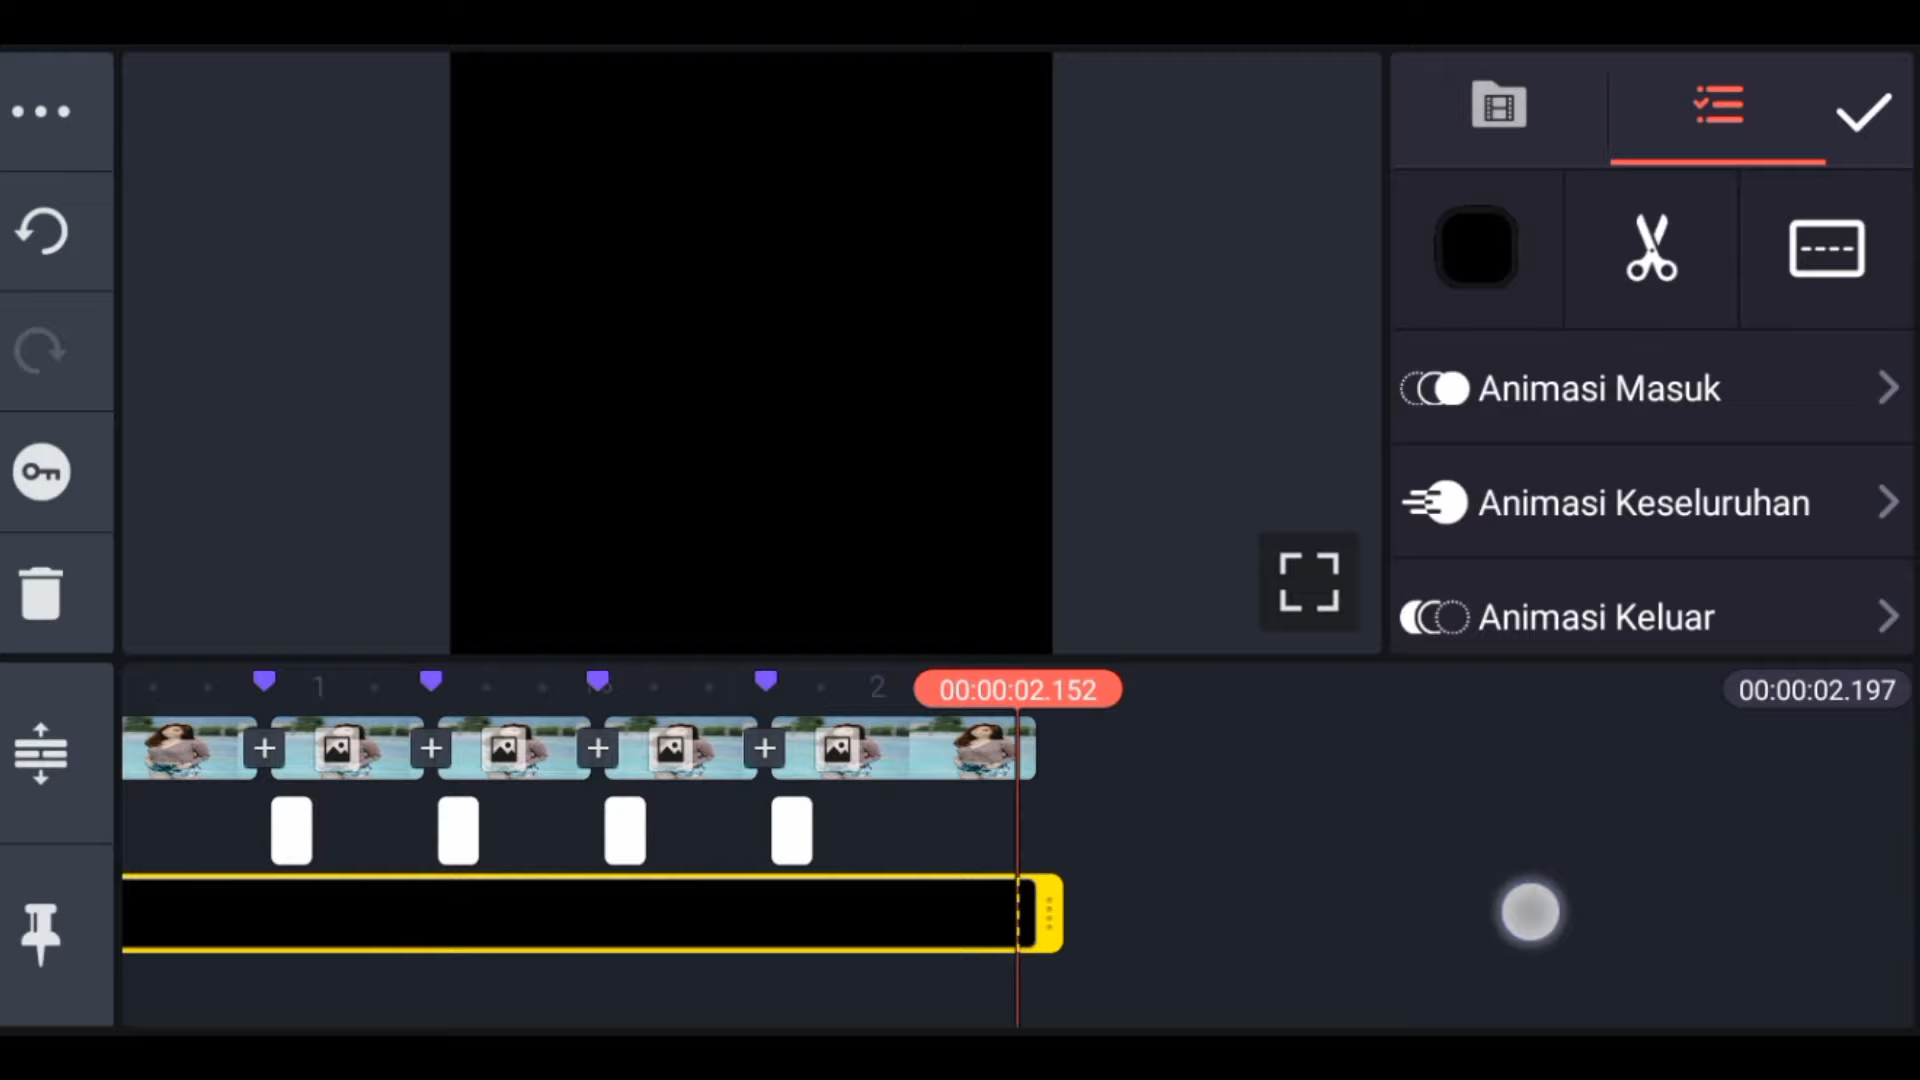 Animasi Masuk
Animasi Keseluruhan
Animasi Keluar
1
2
00:00:02.152
00:00:02.197